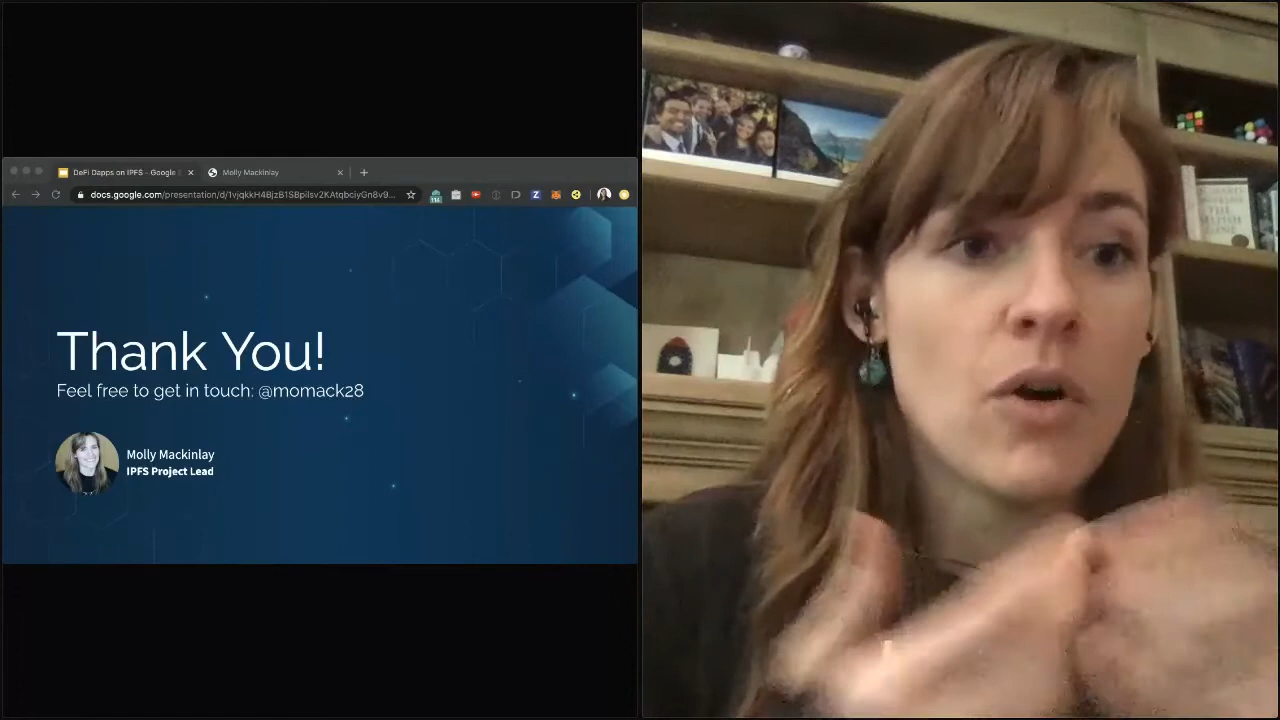 DeFi Dapps on IPFS - Google
Molly Mackinlay
Thank You!
Feel free to get in touch: @momack28
Molly Mackinlay
IPFS Project Lead